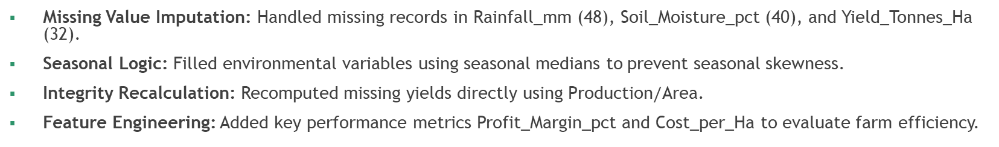 ▪ Missing Value Imputation: Handled missing records in Rainfall_mm (48), Soil_Moisture_pct (40), and Yield_Tonnes_Ha
(32).
▪ Seasonal Logic: Filled environmental variables using seasonal medians to prevent seasonal skewness.
▪ Integrity Recalculation: Recomputed missing yields directly using Production/Area.
▪ Feature Engineering: Added key performance metrics Profit_Margin_pct and Cost_per_Ha to evaluate farm efficiency.